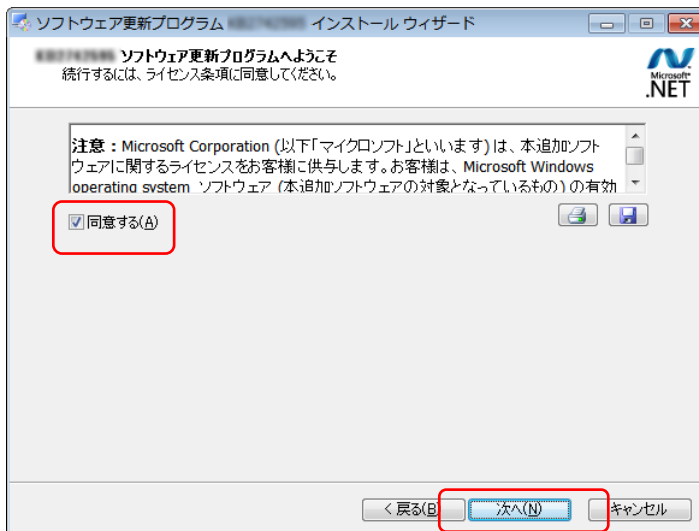 ソフトウェア更新プログラム インストール ウィザード
ソフトウェア更新プログラムへようこそ
続行するには、ライセンス条項に同意してください。
Microsoft
.NET
注意：Microsoft Corporation (以下「マイクロソフト」といいます) は、本追加ソフト
ウェアに関するライセンスをお客様に供与します。お客様は、Microsoft Windows
operating system ソフトウェア (本追加ソフトウェアの対象となっているもの) の有効
同意する(A)
< 戻る(B
次へ(N)
キャンセル